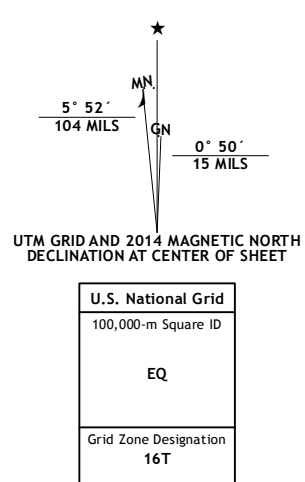 MN.
5° 52´
104 MILS
GN
0° 50´
15 MILS
UTM GRID AND 2014 MAGNETIC NORTH
DECLINATION AT CENTER OF SHEET
U.S. National Grid
100,000-m Square ID
EQ
Grid Zone Designation
16T